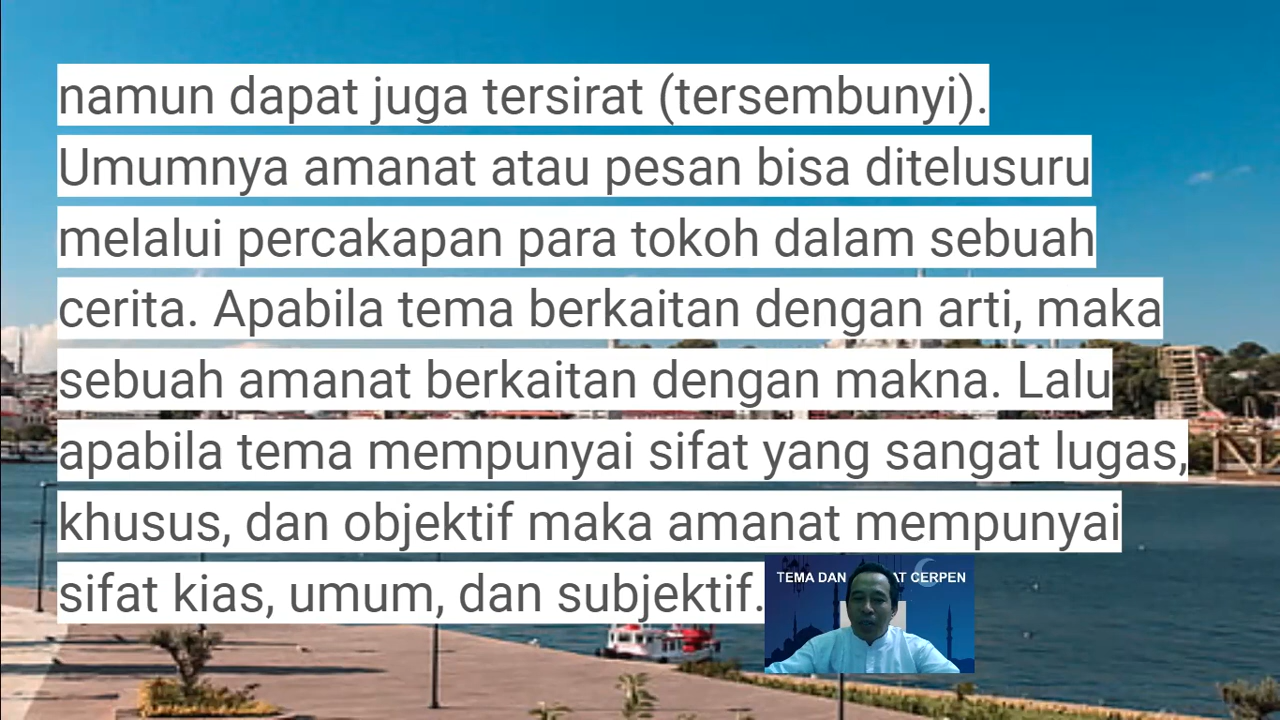 namun dapat juga tersirat (tersembunyi).
Umumnya amanat atau pesan bisa ditelusuru
melalui percakapan para tokoh dalam sebuah
cerita. Apabila tema berkaitan dengan arti, maka
sebuah amanat berkaitan dengan makna. Lalu
apabila tema mempunyai sifat yang sangat lugas,
khusus, dan objektif maka amanat mempunyai
sifat kias, umum, dan subjektif.
TEMA DAN AT CERPEN